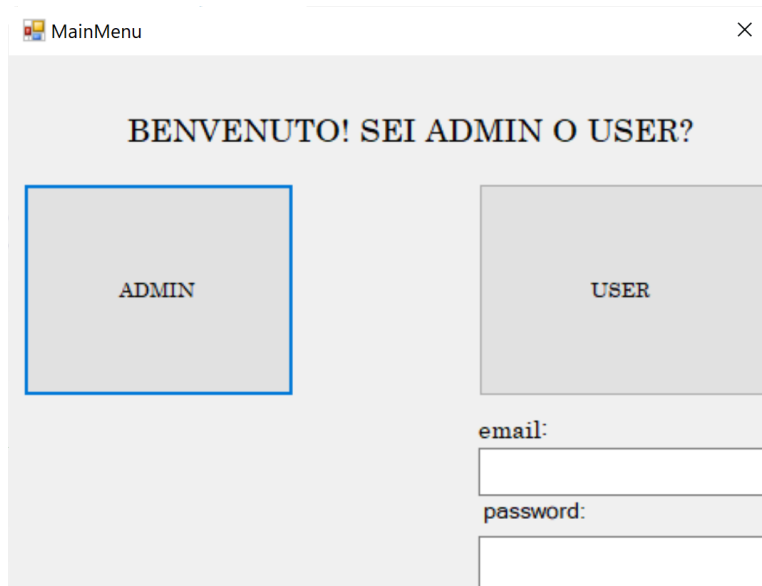 MainMenu
BENVENUTO! SEI ADMIN O USER?
ADMIN
USER
email:
password: